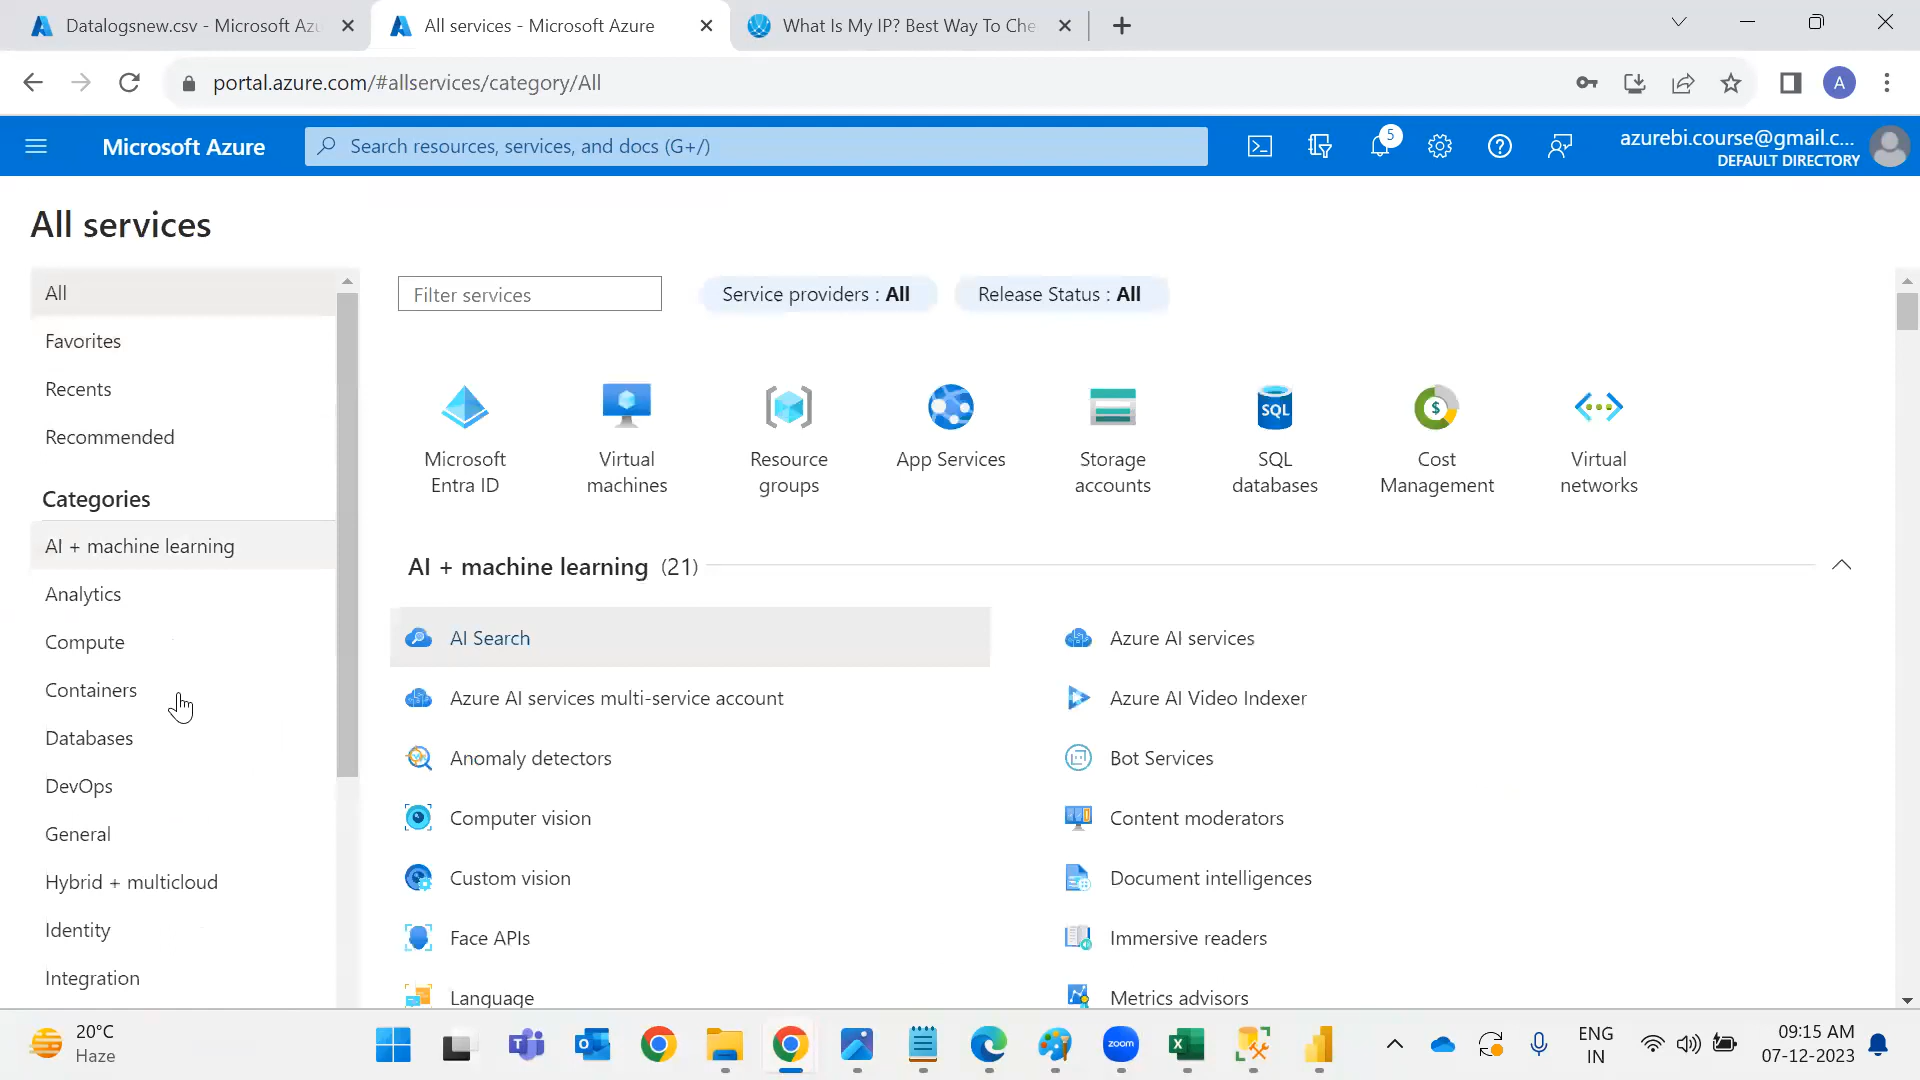 Datalogsnew.csv - Microsoft Azu
All services - Microsoft Azure
What Is My IP? Best Way To Che
portal.azure.com/#allservices/category/All
A
Microsoft Azure
Search resources, services, and docs (G+/)
5
azurebi.course@gmail.c...
DEFAULT DIRECTORY
All services
All
Favorites
Recents
Recommended
Categories
AI + machine learning
Analytics
Compute
Containers
Databases
DevOps
General
Hybrid + multicloud
Identity
Integration
Filter services
Service providers : All
Release Status : All
Microsoft
Entra ID
Virtual
machines
Resource
groups
App Services
Storage
accounts
SQL
SQL
databases
Cost
Management
Virtual
networks
AI + machine learning (21)
AI Search
Azure AI services
Azure AI services multi-service account
Azure AI Video Indexer
Anomaly detectors
Bot Services
Computer vision
Content moderators
Custom vision
Document intelligences
Face APIs
Immersive readers
Language
Metrics advisors
20°C
Haze
zoom
ENG
IN
09:15 AM
07-12-2023